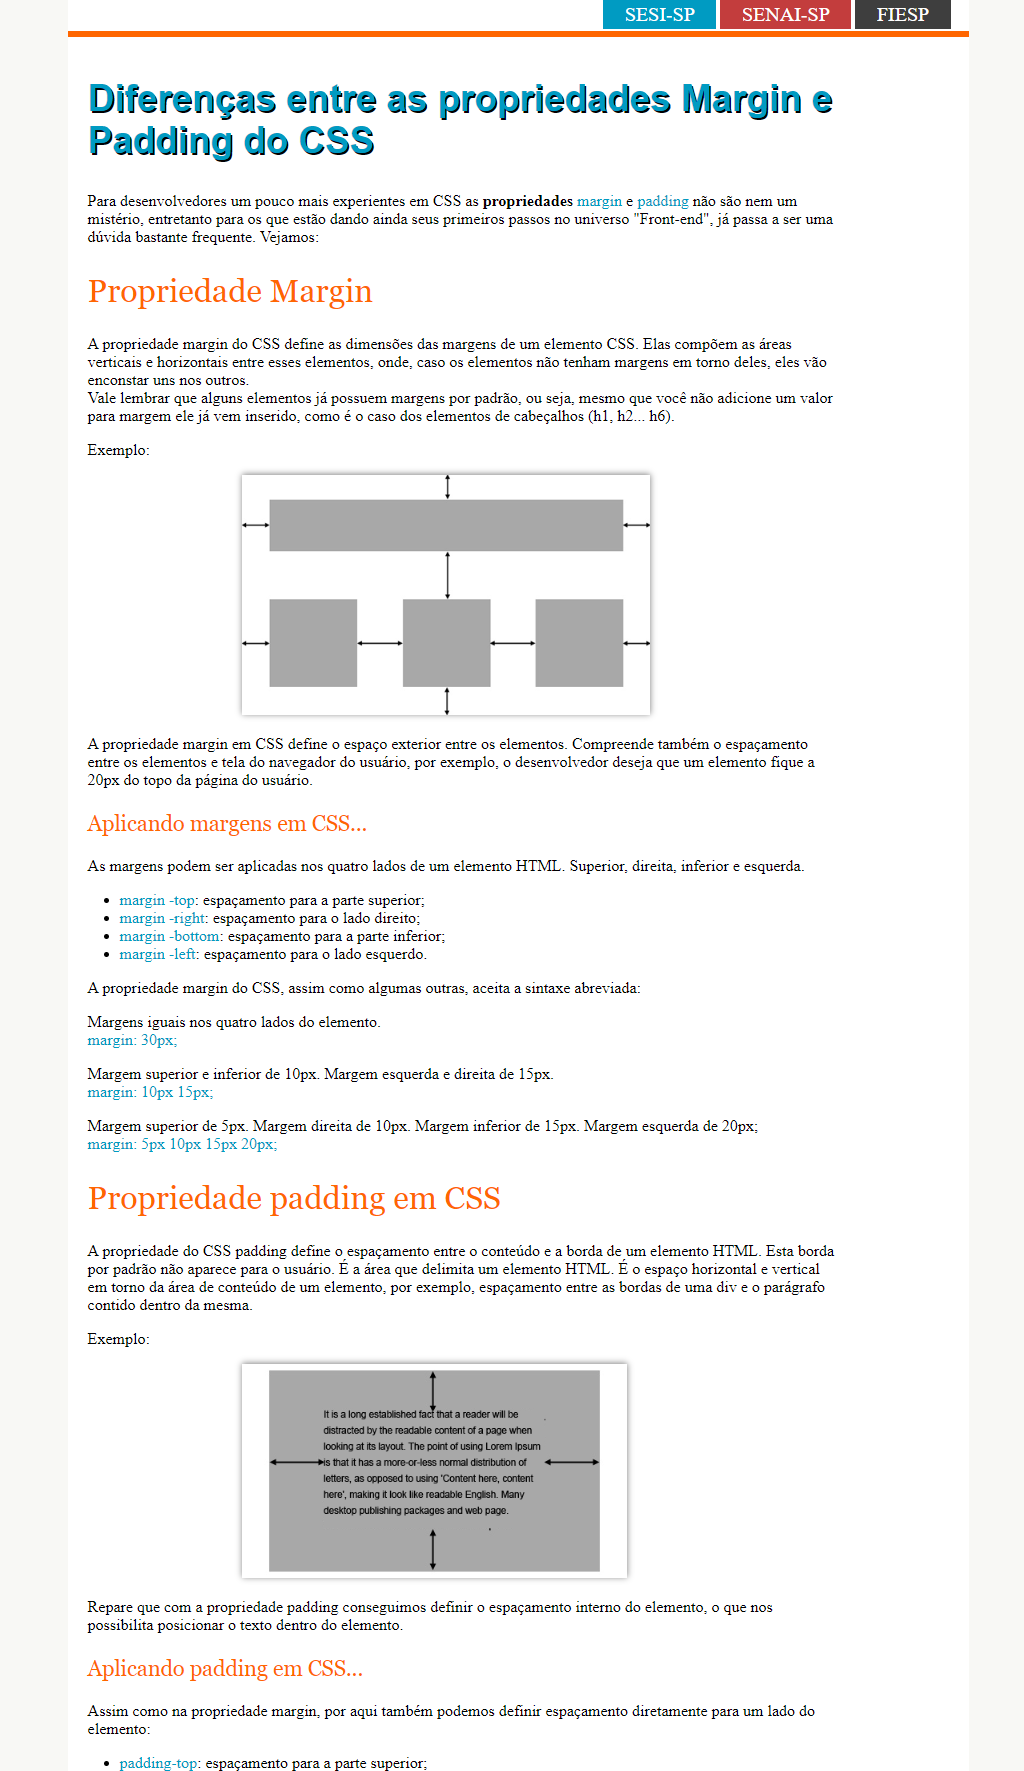 SESI-SP SENAI-SP FIESP
Diferenças entre as propriedades Margin e
Padding do CSS
Para desenvolvedores um pouco mais experientes em CSS as propriedades margin e padding não são nem um
mistério, entretanto para os que estão dando ainda seus primeiros passos no universo "Front-end", já passa a ser uma
dúvida bastante frequente. Vejamos:
Propriedade Margin
A propriedade margin do CSS define as dimensões das margens de um elemento CSS. Elas compõem as áreas
verticais e horizontais entre esses elementos, onde, caso os elementos não tenham margens em torno deles, eles vão
enconstar uns nos outros.
Vale lembrar que alguns elementos já possuem margens por padrão, ou seja, mesmo que você não adicione um valor
para margem ele já vem inserido, como é o caso dos elementos de cabeçalhos (h1, h2... h6).
Exemplo:
A propriedade margin em CSS define o espaço exterior entre os elementos. Compreende também o espaçamento
entre os elementos e tela do navegador do usuário, por exemplo, o desenvolvedor deseja que um elemento fique a
20px do topo da página do usuário.
Aplicando margens em CSS...
As margens podem ser aplicadas nos quatro lados de um elemento HTML. Superior, direita, inferior e esquerda.
• margin -top: espaçamento para a parte superior;
• margin -right: espaçamento para o lado direito;
• margin -bottom: espaçamento para a parte inferior;
• margin -left: espaçamento para o lado esquerdo.
A propriedade margin do CSS, assim como algumas outras, aceita a sintaxe abreviada:
Margens iguais nos quatro lados do elemento.
margin: 30px;
Margem superior e inferior de 10px. Margem esquerda e direita de 15px.
margin: 10px 15px;
Margem superior de 5px. Margem direita de 10px. Margem inferior de 15px. Margem esquerda de 20px;
margin: 5px 10px 15px 20px;
Propriedade padding em CSS
A propriedade do CSS padding define o espaçamento entre o conteúdo e a borda de um elemento HTML. Esta borda
por padrão não aparece para o usuário. É a área que delimita um elemento HTML. É o espaço horizontal e vertical
em torno da área de conteúdo de um elemento, por exemplo, espaçamento entre as bordas de uma div e o parágrafo
contido dentro da mesma.
Exemplo:
It is a long established fact that a reader will be
distracted by the readable content of a page when
looking at its layout. The point of using Lorem Ipsum
is that it has a more-or-less normal distribution of
letters, as opposed to using 'Content here, content
here', making it look like readable English. Many
desktop publishing packages and web page.
Repare que com a propriedade padding conseguimos definir o espaçamento interno do elemento, o que nos
possibilita posicionar o texto dentro do elemento.
Aplicando padding em CSS...
Assim como na propriedade margin, por aqui também podemos definir espaçamento diretamente para um lado do
elemento:
• padding-top: espaçamento para a parte superior;